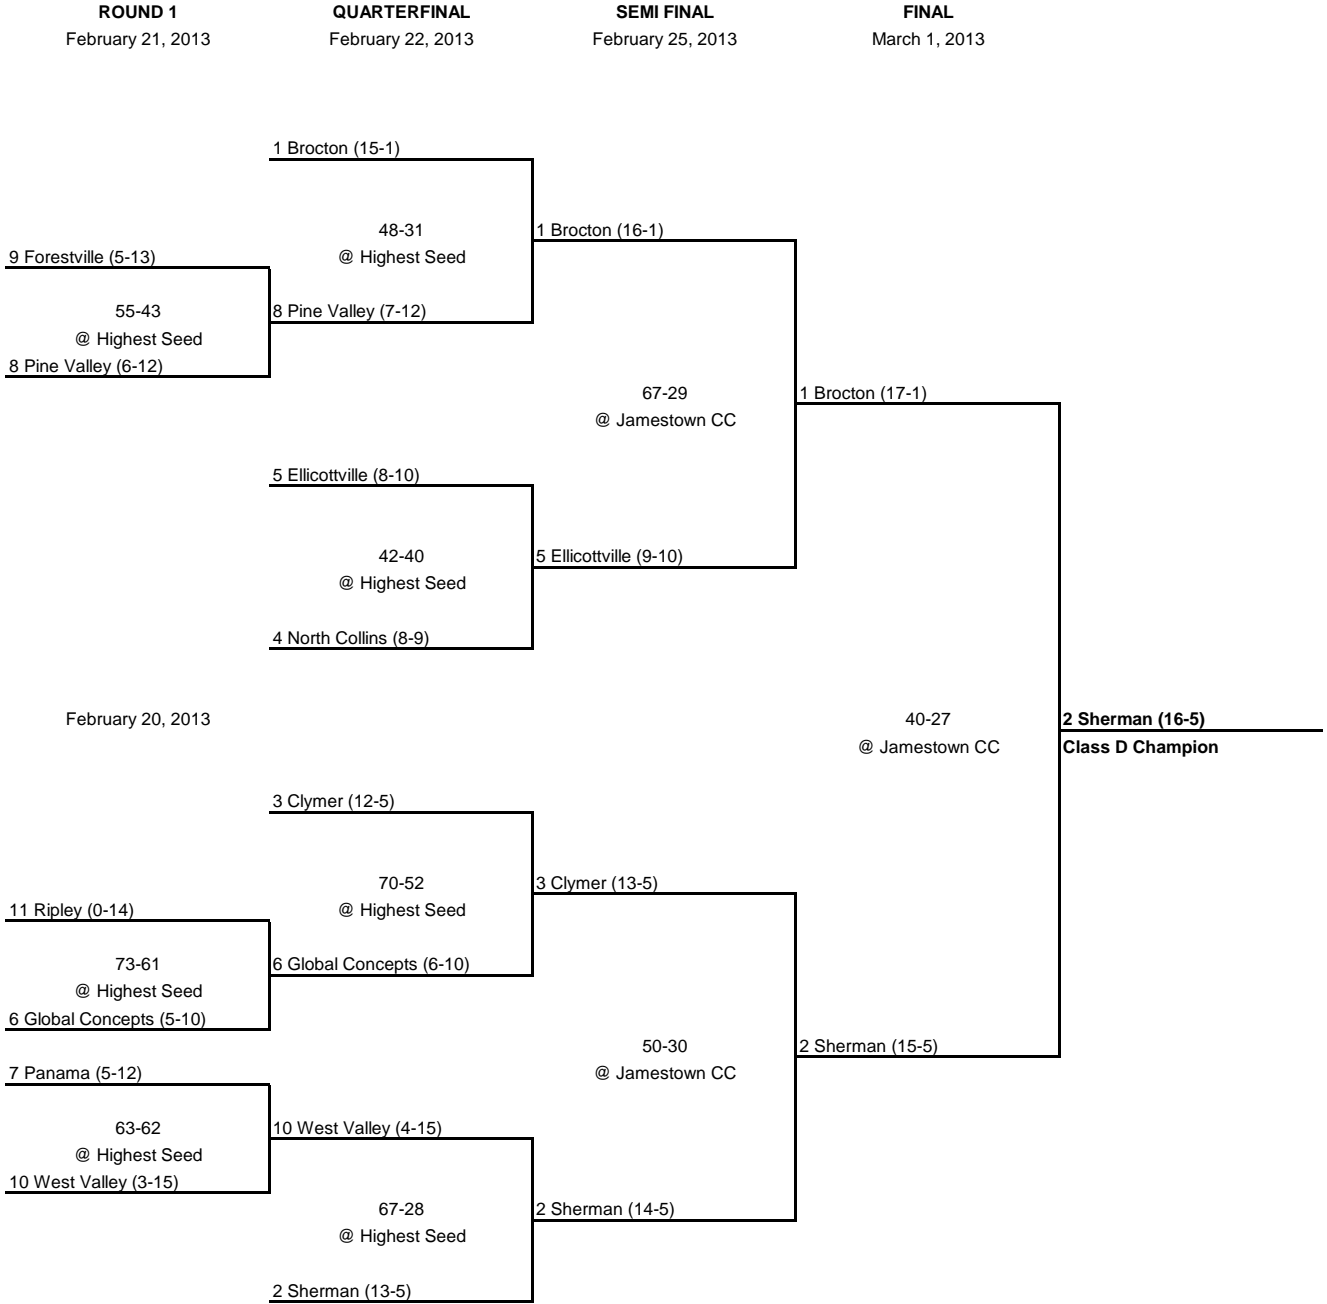 ROUND 1
QUARTERFINAL
SEMI FINAL
FINAL
February 21, 2013
February 22, 2013
February 25, 2013
March 1, 2013
1 Brocton (15-1)
48-31
@ Highest Seed
1 Brocton (16-1)
9 Forestville (5-13)
55-43
@ Highest Seed
8 Pine Valley (7-12)
8 Pine Valley (6-12)
67-29
@ Jamestown CC
1 Brocton (17-1)
5 Ellicottville (8-10)
42-40
@ Highest Seed
5 Ellicottville (9-10)
4 North Collins (8-9)
February 20, 2013
40-27
@ Jamestown CC
2 Sherman (16-5)
Class D Champion
3 Clymer (12-5)
70-52
@ Highest Seed
3 Clymer (13-5)
11 Ripley (0-14)
73-61
@ Highest Seed
6 Global Concepts (6-10)
6 Global Concepts (5-10)
50-30
@ Jamestown CC
2 Sherman (15-5)
7 Panama (5-12)
63-62
@ Highest Seed
10 West Valley (4-15)
10 West Valley (3-15)
67-28
@ Highest Seed
2 Sherman (14-5)
2 Sherman (13-5)